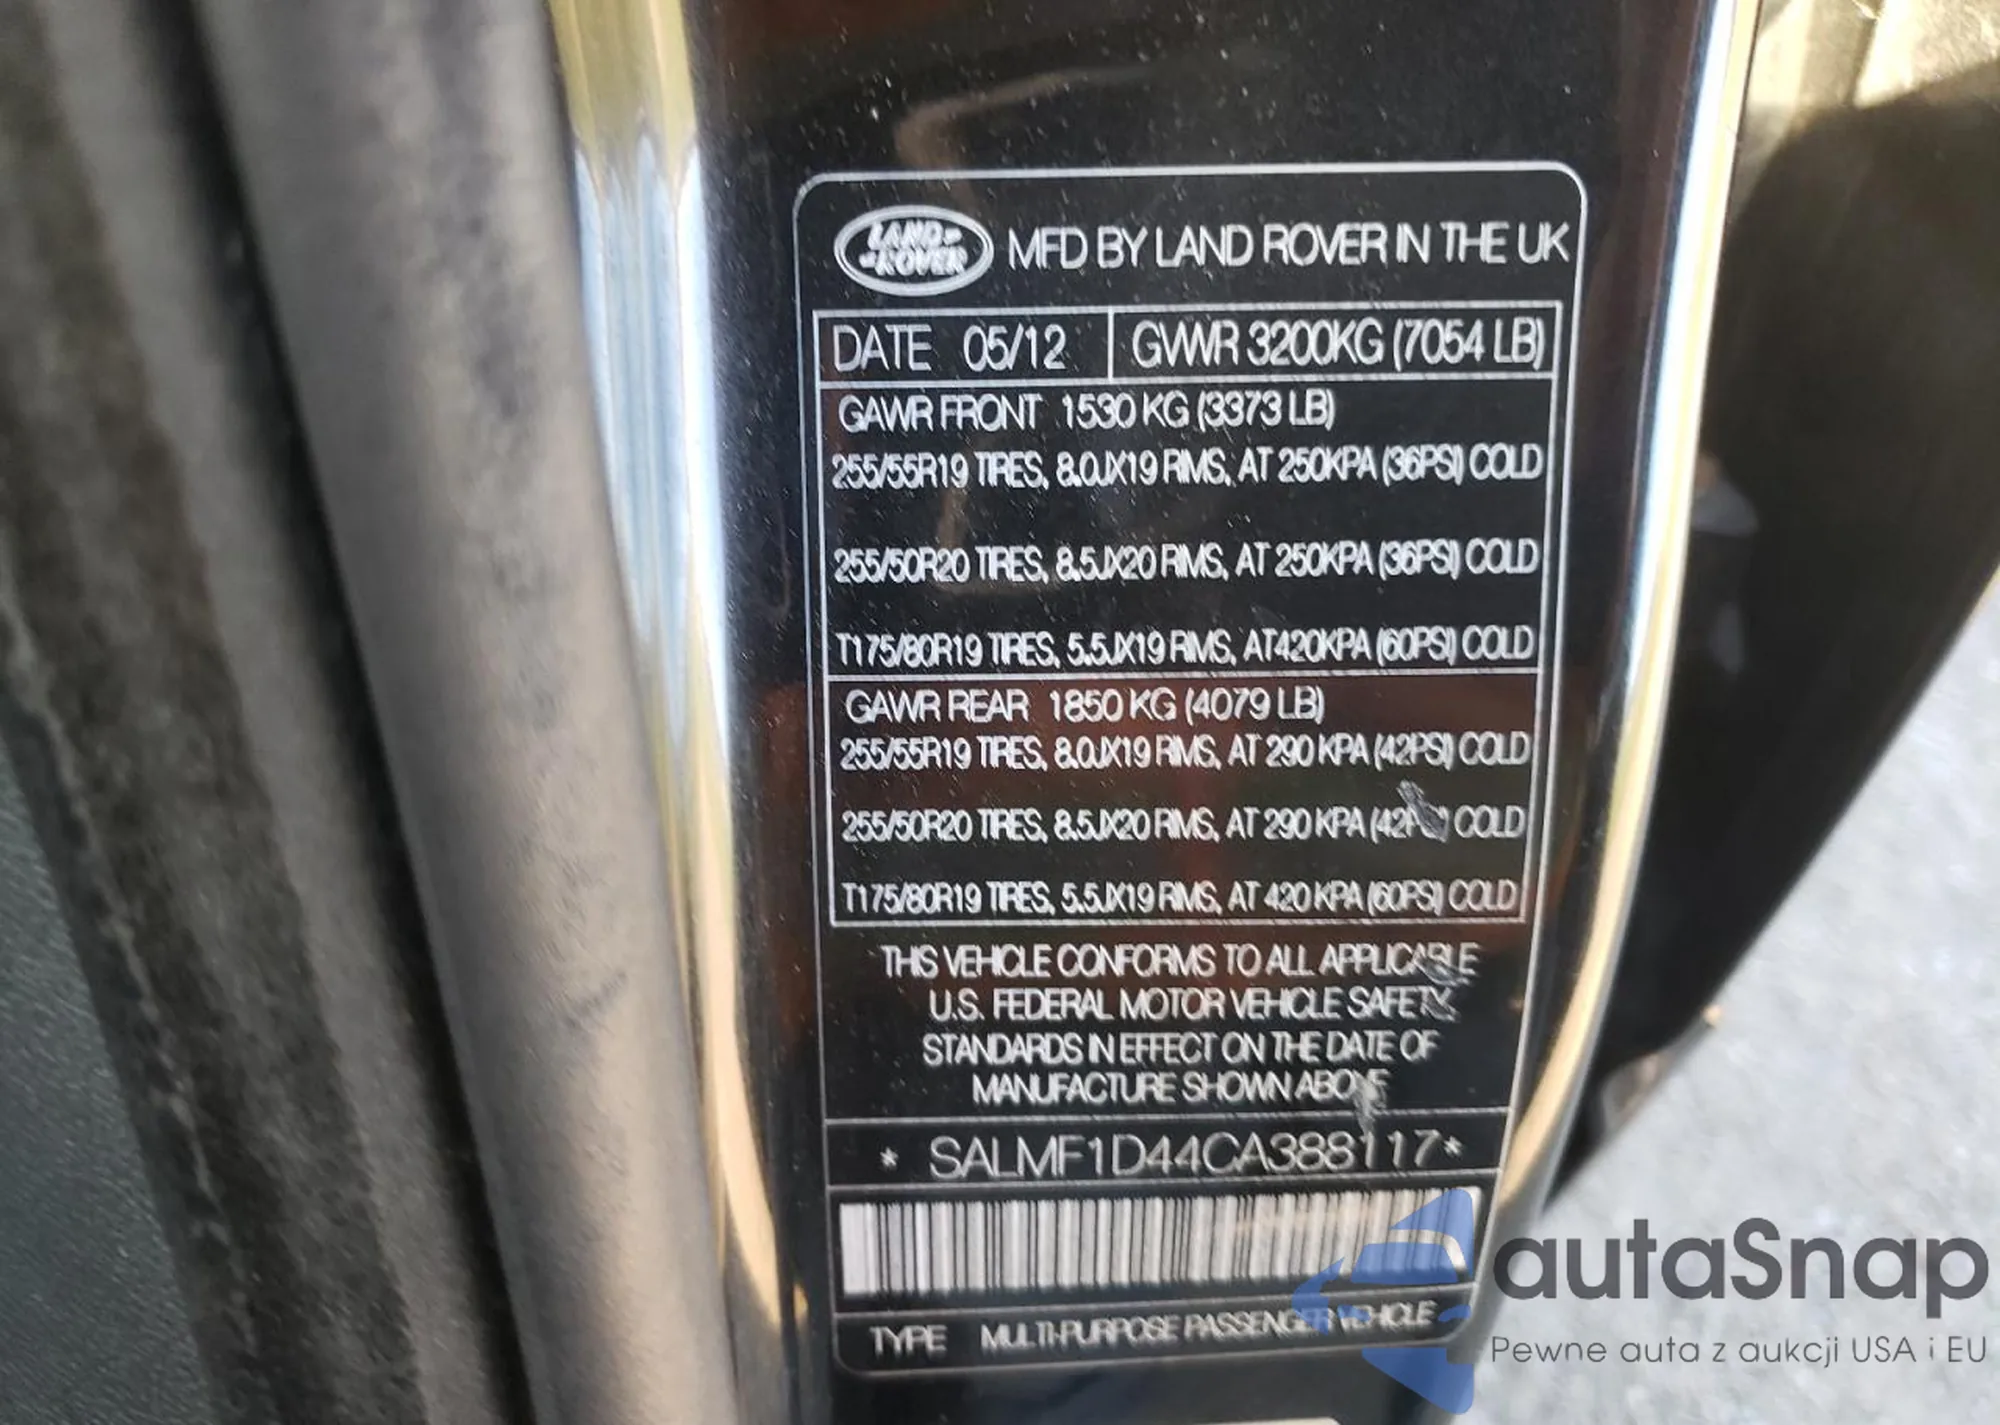 LAND-
-ROVER
MFD BY LAND ROVER IN THE UK
DATE 05/12
GVWR 3200KG (7054 LB)
GAWR FRONT 1530 KG (3373 LB)
255/55R19 TIRES, 8.0JX19 RIMS, AT 250KPA (36PSI) COLD
255/50R20 TIRES, 8.5JX20 RIMS, AT 250KPA (36PSI) COLD
T175/80R19 TIRES, 5.5JX19 RIMS, AT420KPA (60PSI) COLD
GAWR REAR 1850 KG (4079 LB)
255/55R19 TIRES, 8.0JX19 RIMS, AT 290 KPA (42PSI) COLD
255/50R20 TIRES, 8.5JX20 RIMS, AT 290 KPA (42PSI) COLD
T175/80R19 TIRES, 5.5JX19 RIMS, AT 420 KPA (60PSI) COLD
THIS VEHICLE CONFORMS TO ALL APPLICABLE
U.S. FEDERAL MOTOR VEHICLE SAFETY
STANDARDS IN EFFECT ON THE DATE OF
MANUFACTURE SHOWN ABOVE
* SALMF1D44CA388117*
TYPE MULTI-PURPOSE PASSENGER VEHICLE
autaSnap
Pewne auta z aukcji USA i EU